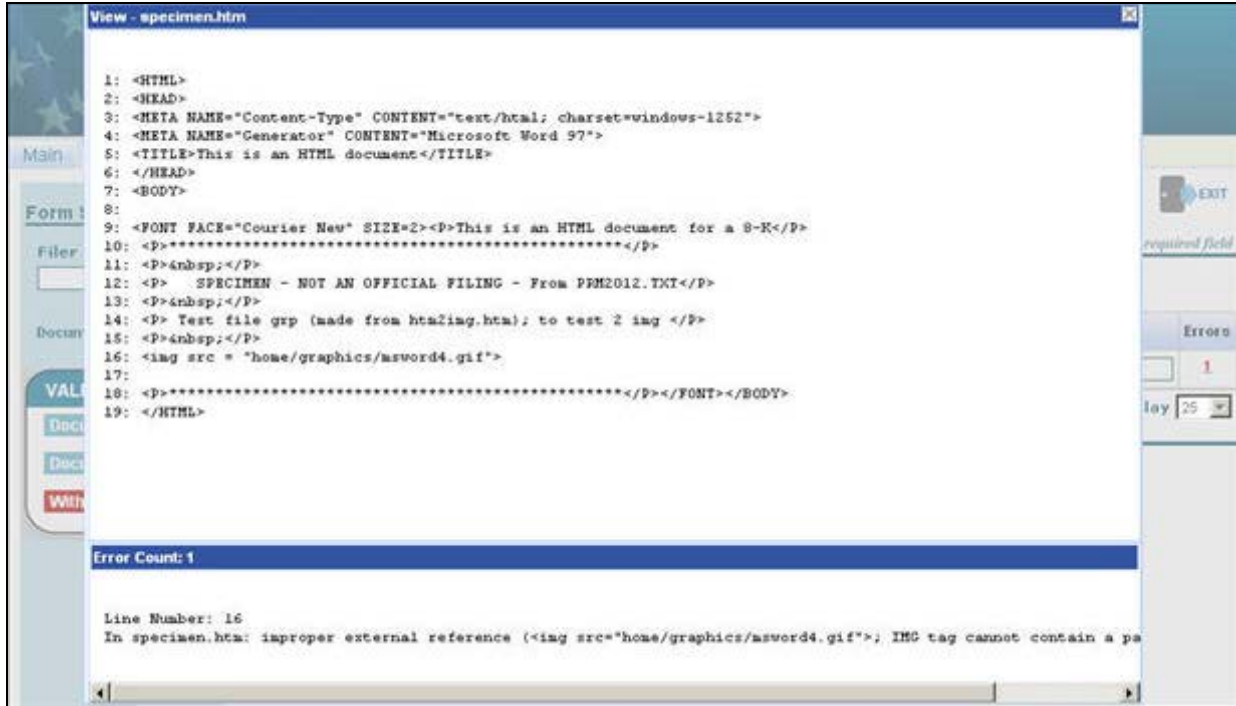 View - specimen.htm
1: <HTML>
2: <HEAD>
3: <META NAME="Content-Type" CONTENT="text/html; charset=windows-1252">
4: <META NAME="Generator" CONTENT="Microsoft Word 97">
5: <TITLE>This is an HTML document</TITLE>
6: </HEAD>
7: <BODY>
8:
9: <FONT FACE="Courier New" SIZE=2><P>This is an HTML document for a 8-K</P>
10: <P>**************************************************</P>
11: <P>&nbsp;</P>
12: <P>   SPECIMEN - NOT AN OFFICIAL FILING - From PRM2012.TXT</P>
13: <P>&nbsp;</P>
14: <P> Test file grp (made from htm2img.htm); to test 2 img </P>
15: <P>&nbsp;</P>
16: <img src = "home/graphics/msword4.gif">
17:
18: <P>**************************************************</P></FONT></BODY>
19: </HTML>
Main
Form S
EXIT
Filer
required field
Docum
Errors
1
VALI
lay 25
Docu
Docu
With
Error Count: 1
Line Number: 16
In specimen.htm: improper external reference (<img src="home/graphics/msword4.gif">; IMG tag cannot contain a pa